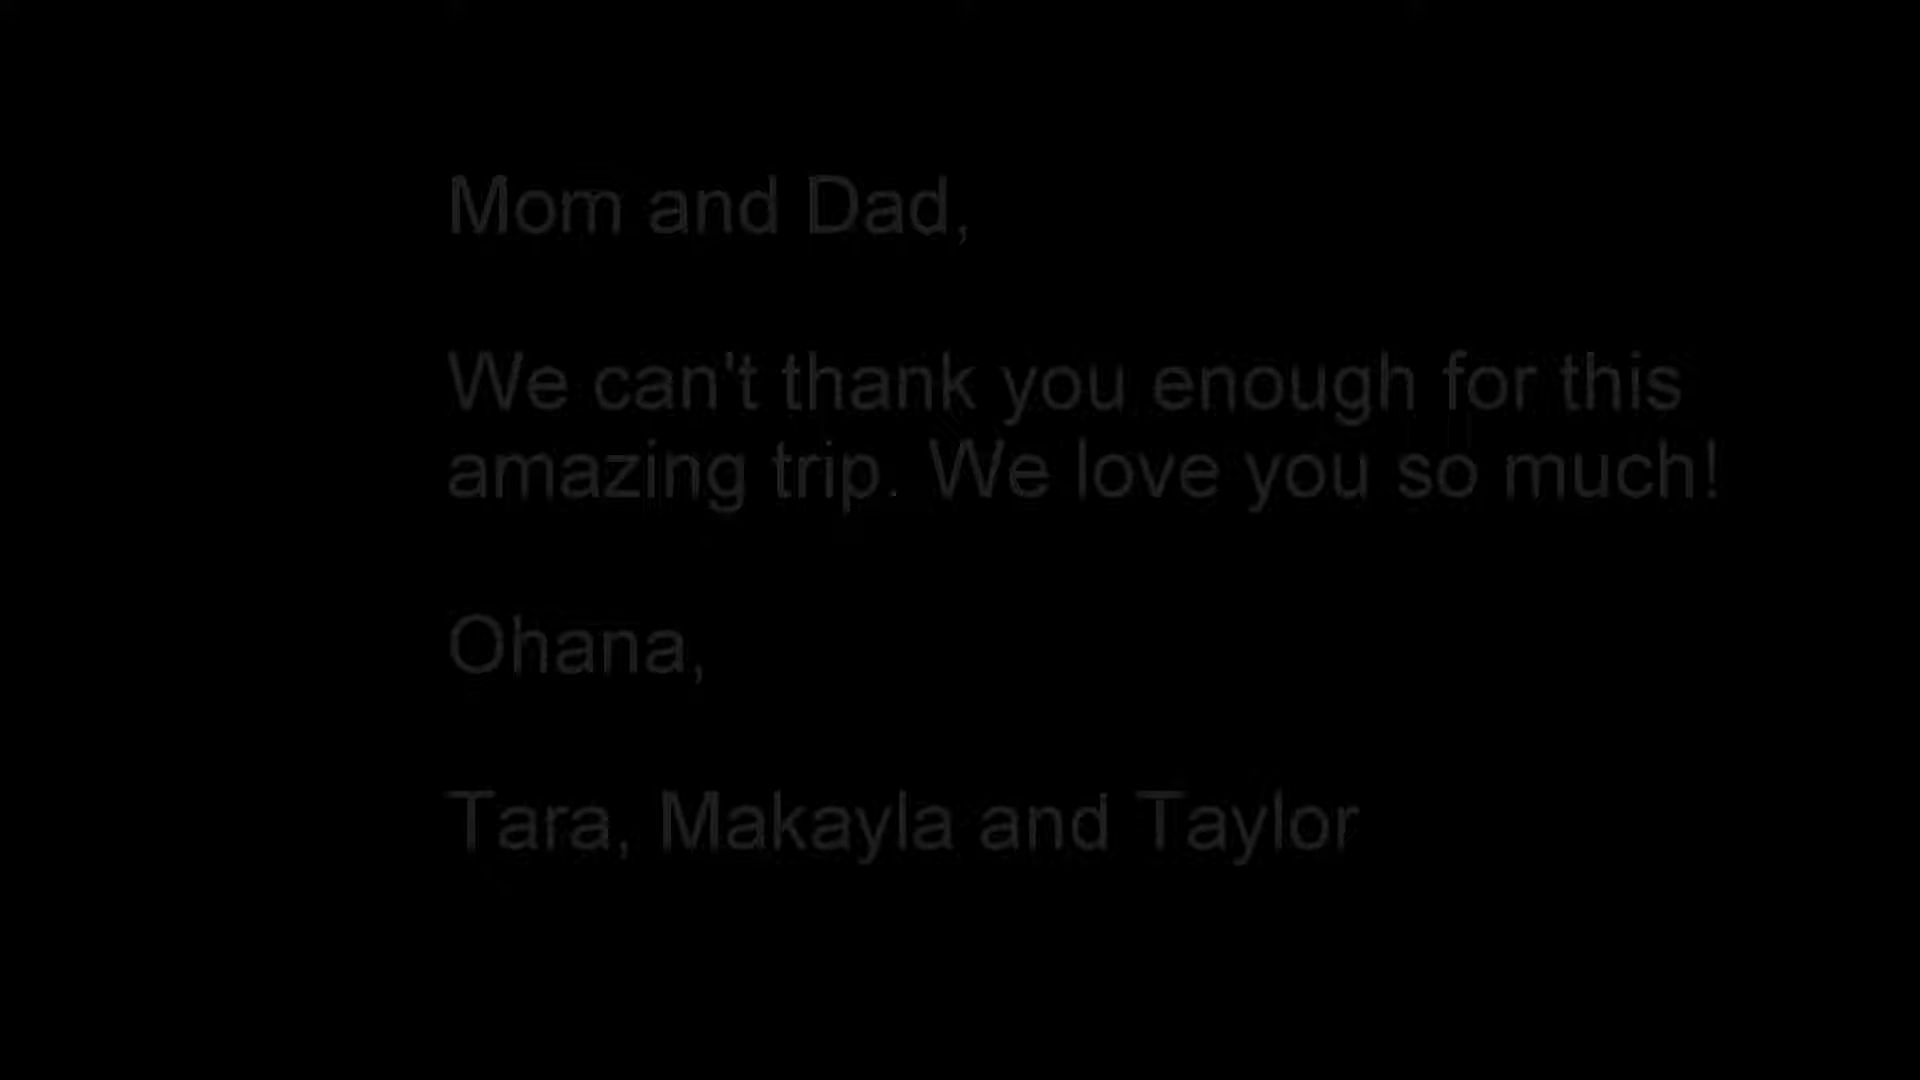 Mom and Dad,
We can't thank you enough for this
amazing trip. We love you so much!
Ohana,
Tara, Makayla and Taylor